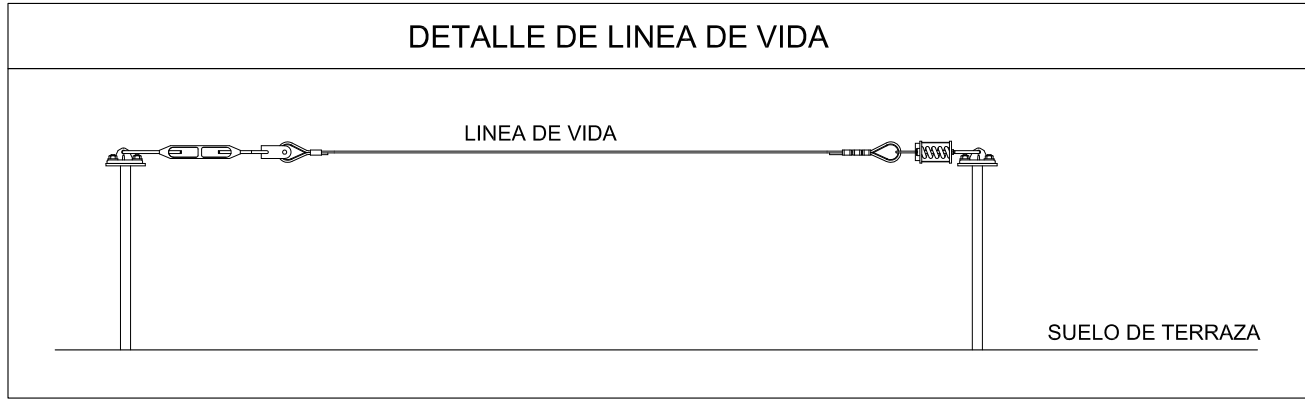 DETALLE DE LINEA DE VIDA
LINEA DE VIDA
SUELO DE TERRAZA